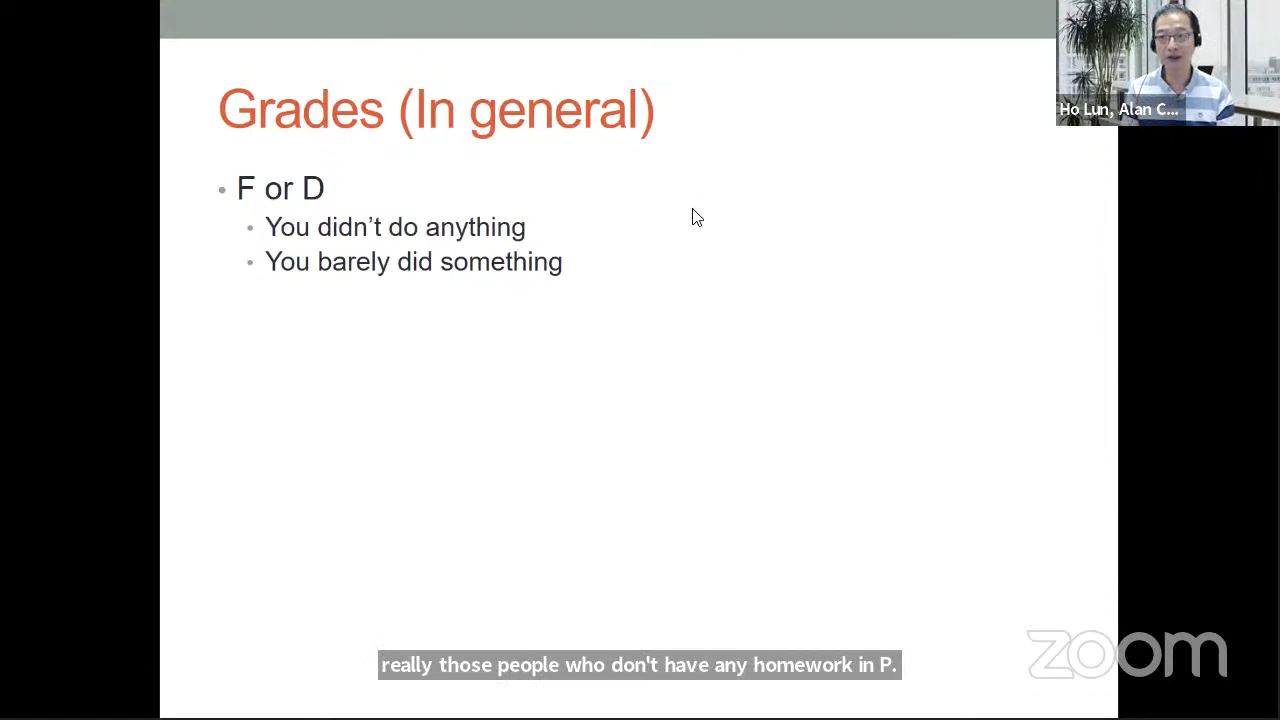 Grades (In general)
• F or D
• You didn’t do anything
• You barely did something
Ho Lun, Alan C...
really those people who don't have any homework in P.
zoom